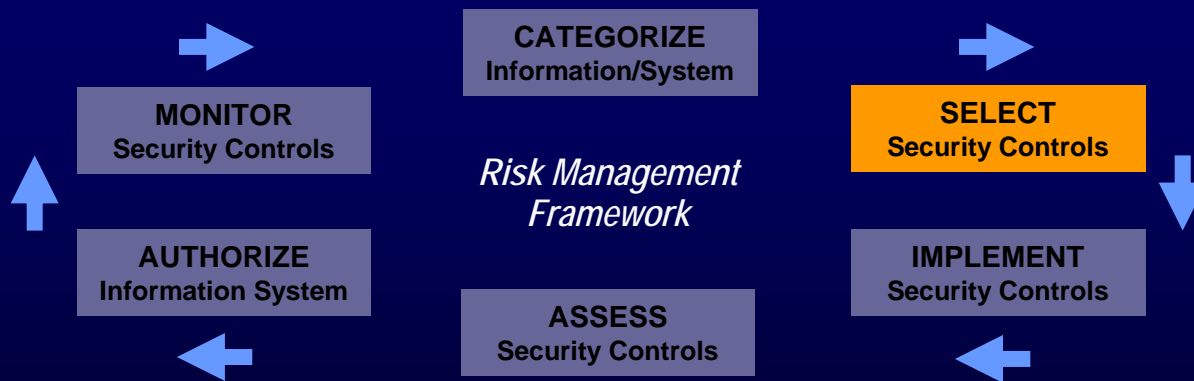 CATEGORIZE
Information/System
MONITOR
Security Controls
SELECT
Security Controls
Risk Management
Framework
AUTHORIZE
Information System
IMPLEMENT
Security Controls
ASSESS
Security Controls